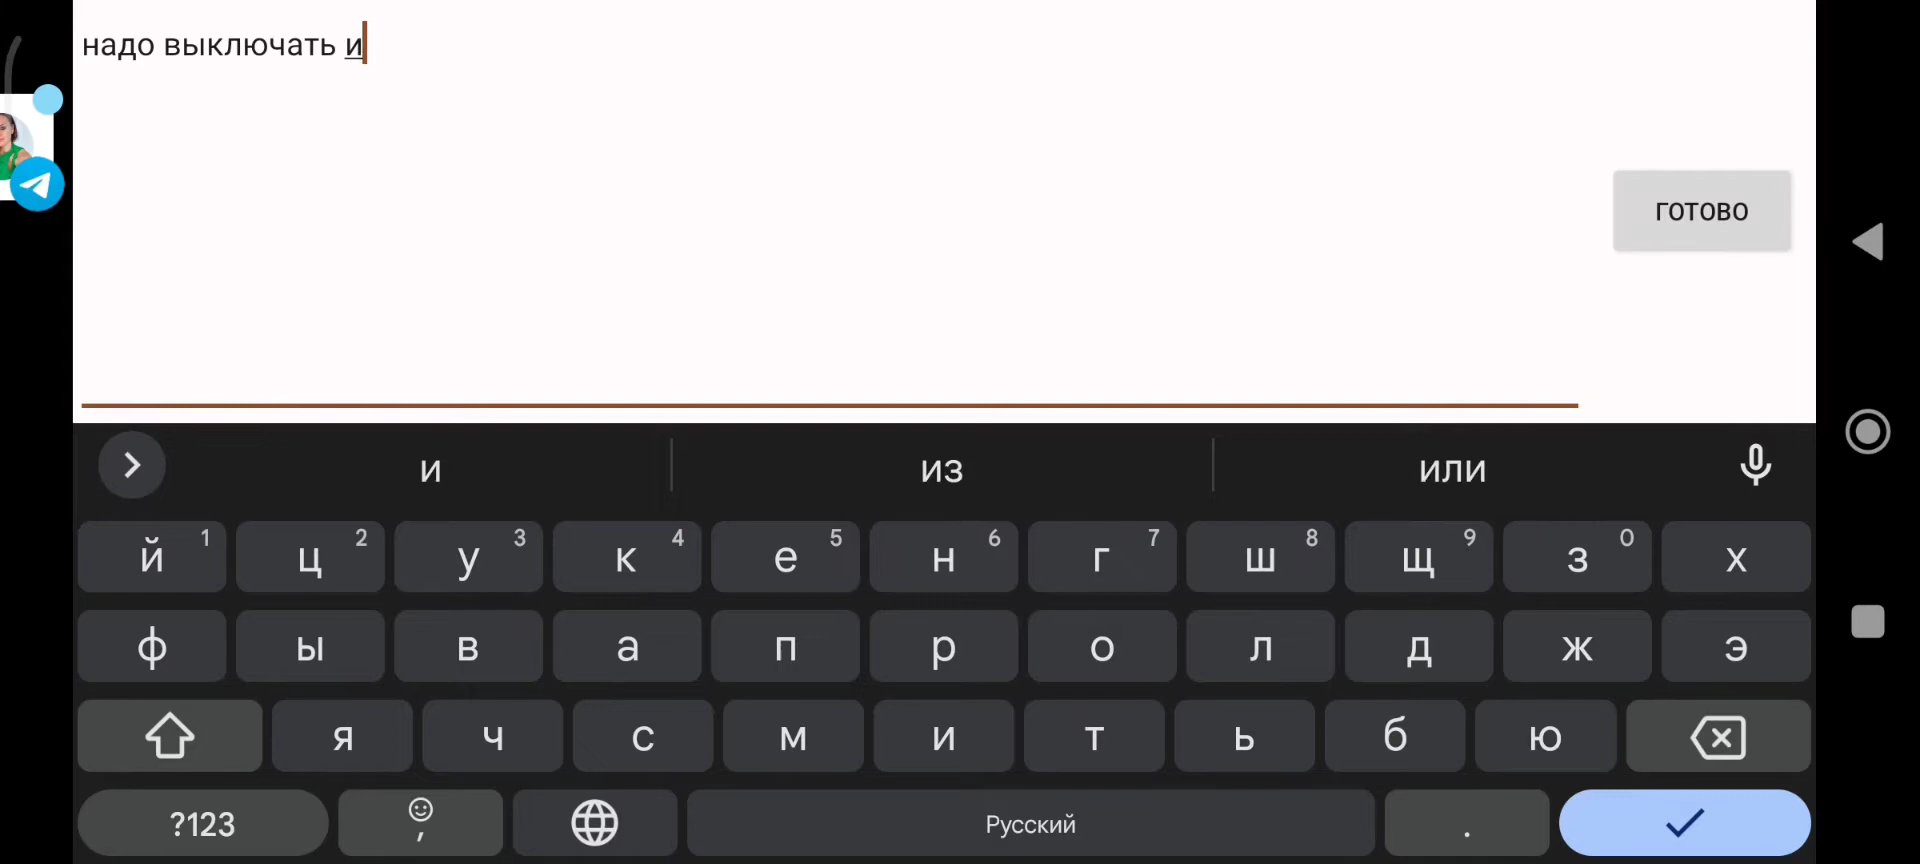 надо выключать и
ГОТОВО
и из или
й 1 ц 2 у 3 к 4 е 5 н 6 г 7 ш 8 щ 9 з 0 х
ф ы в а п р о л д ж э
я ч с м и т ь б ю
?123 , Русский .